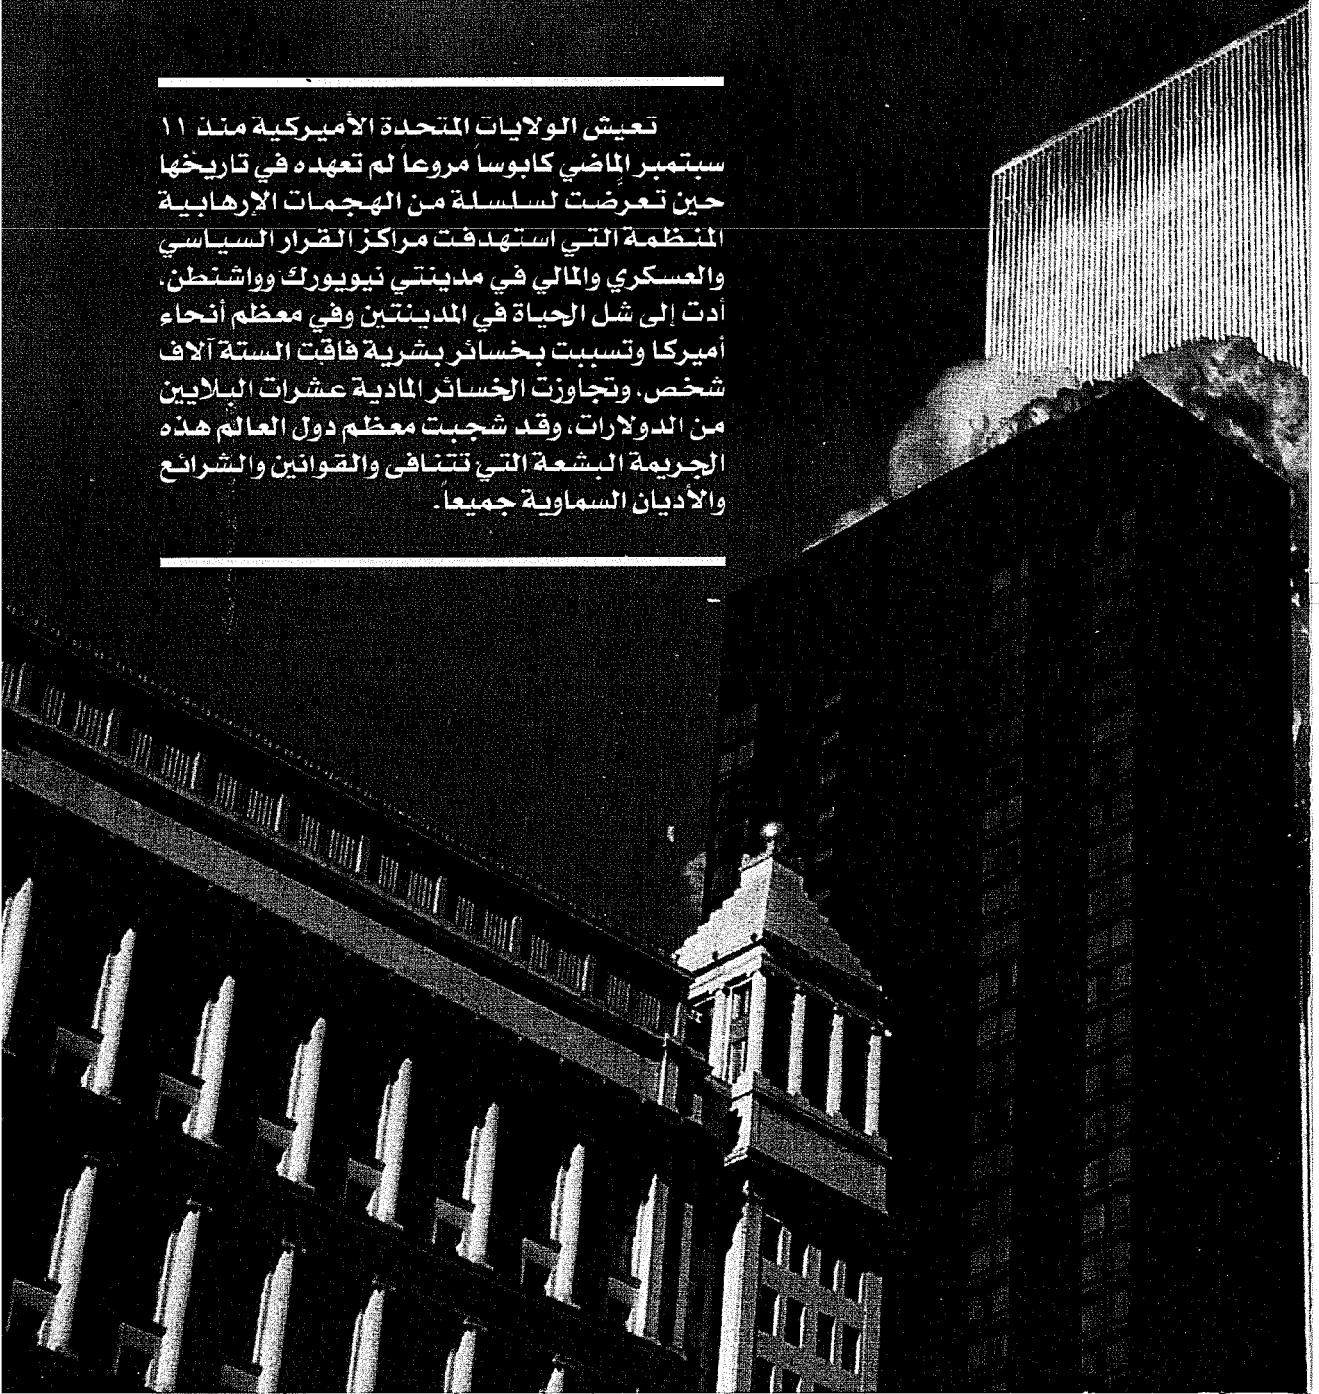 تعيش الولايات المتحدة الأميركية منذ ١١
سبتمبر الماضي كابوساً مروعاً لم تعهده في تاريخها
حين تعرّضت لسلسلة من الهجمات الإرهابية
المنظمة التي استهدفت مراكز القرار السياسي
والعسكري والمالي في مدينتي نيويورك وواشنطن،
أدت إلى شل الحياة في المدينتين وفي معظم أنحاء
أميركا وتسببت بخسائر بشرية فاقت الستة آلاف
شخص، وتجاوزت الخسائر المادية عشرات البلايين
من الدولارات، وقد شجبت معظم دول العالم هذه
الجريمة البشعة التي تتنافى والقوانين والشرائع
والأديان السماوية جميعاً.